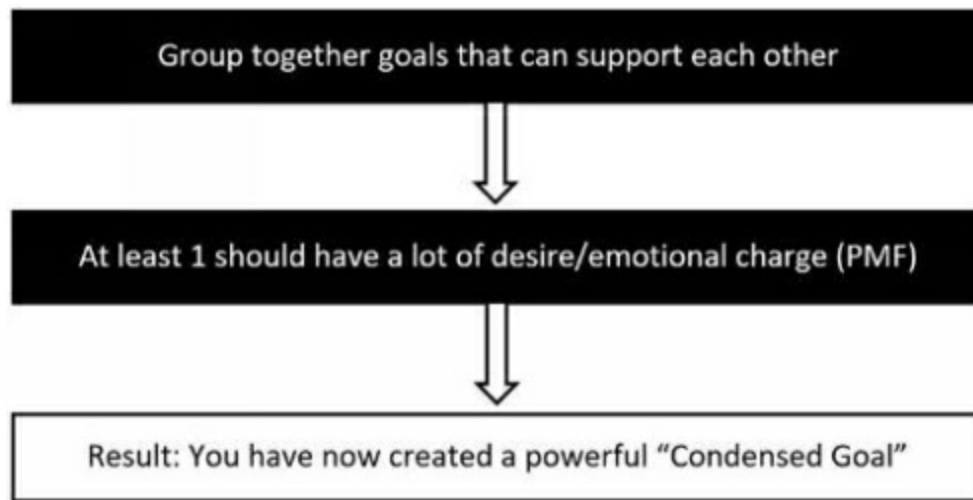 Group together goals that can support each other
At least 1 should have a lot of desire/emotional charge (PMF)
Result: You have now created a powerful “Condensed Goal”